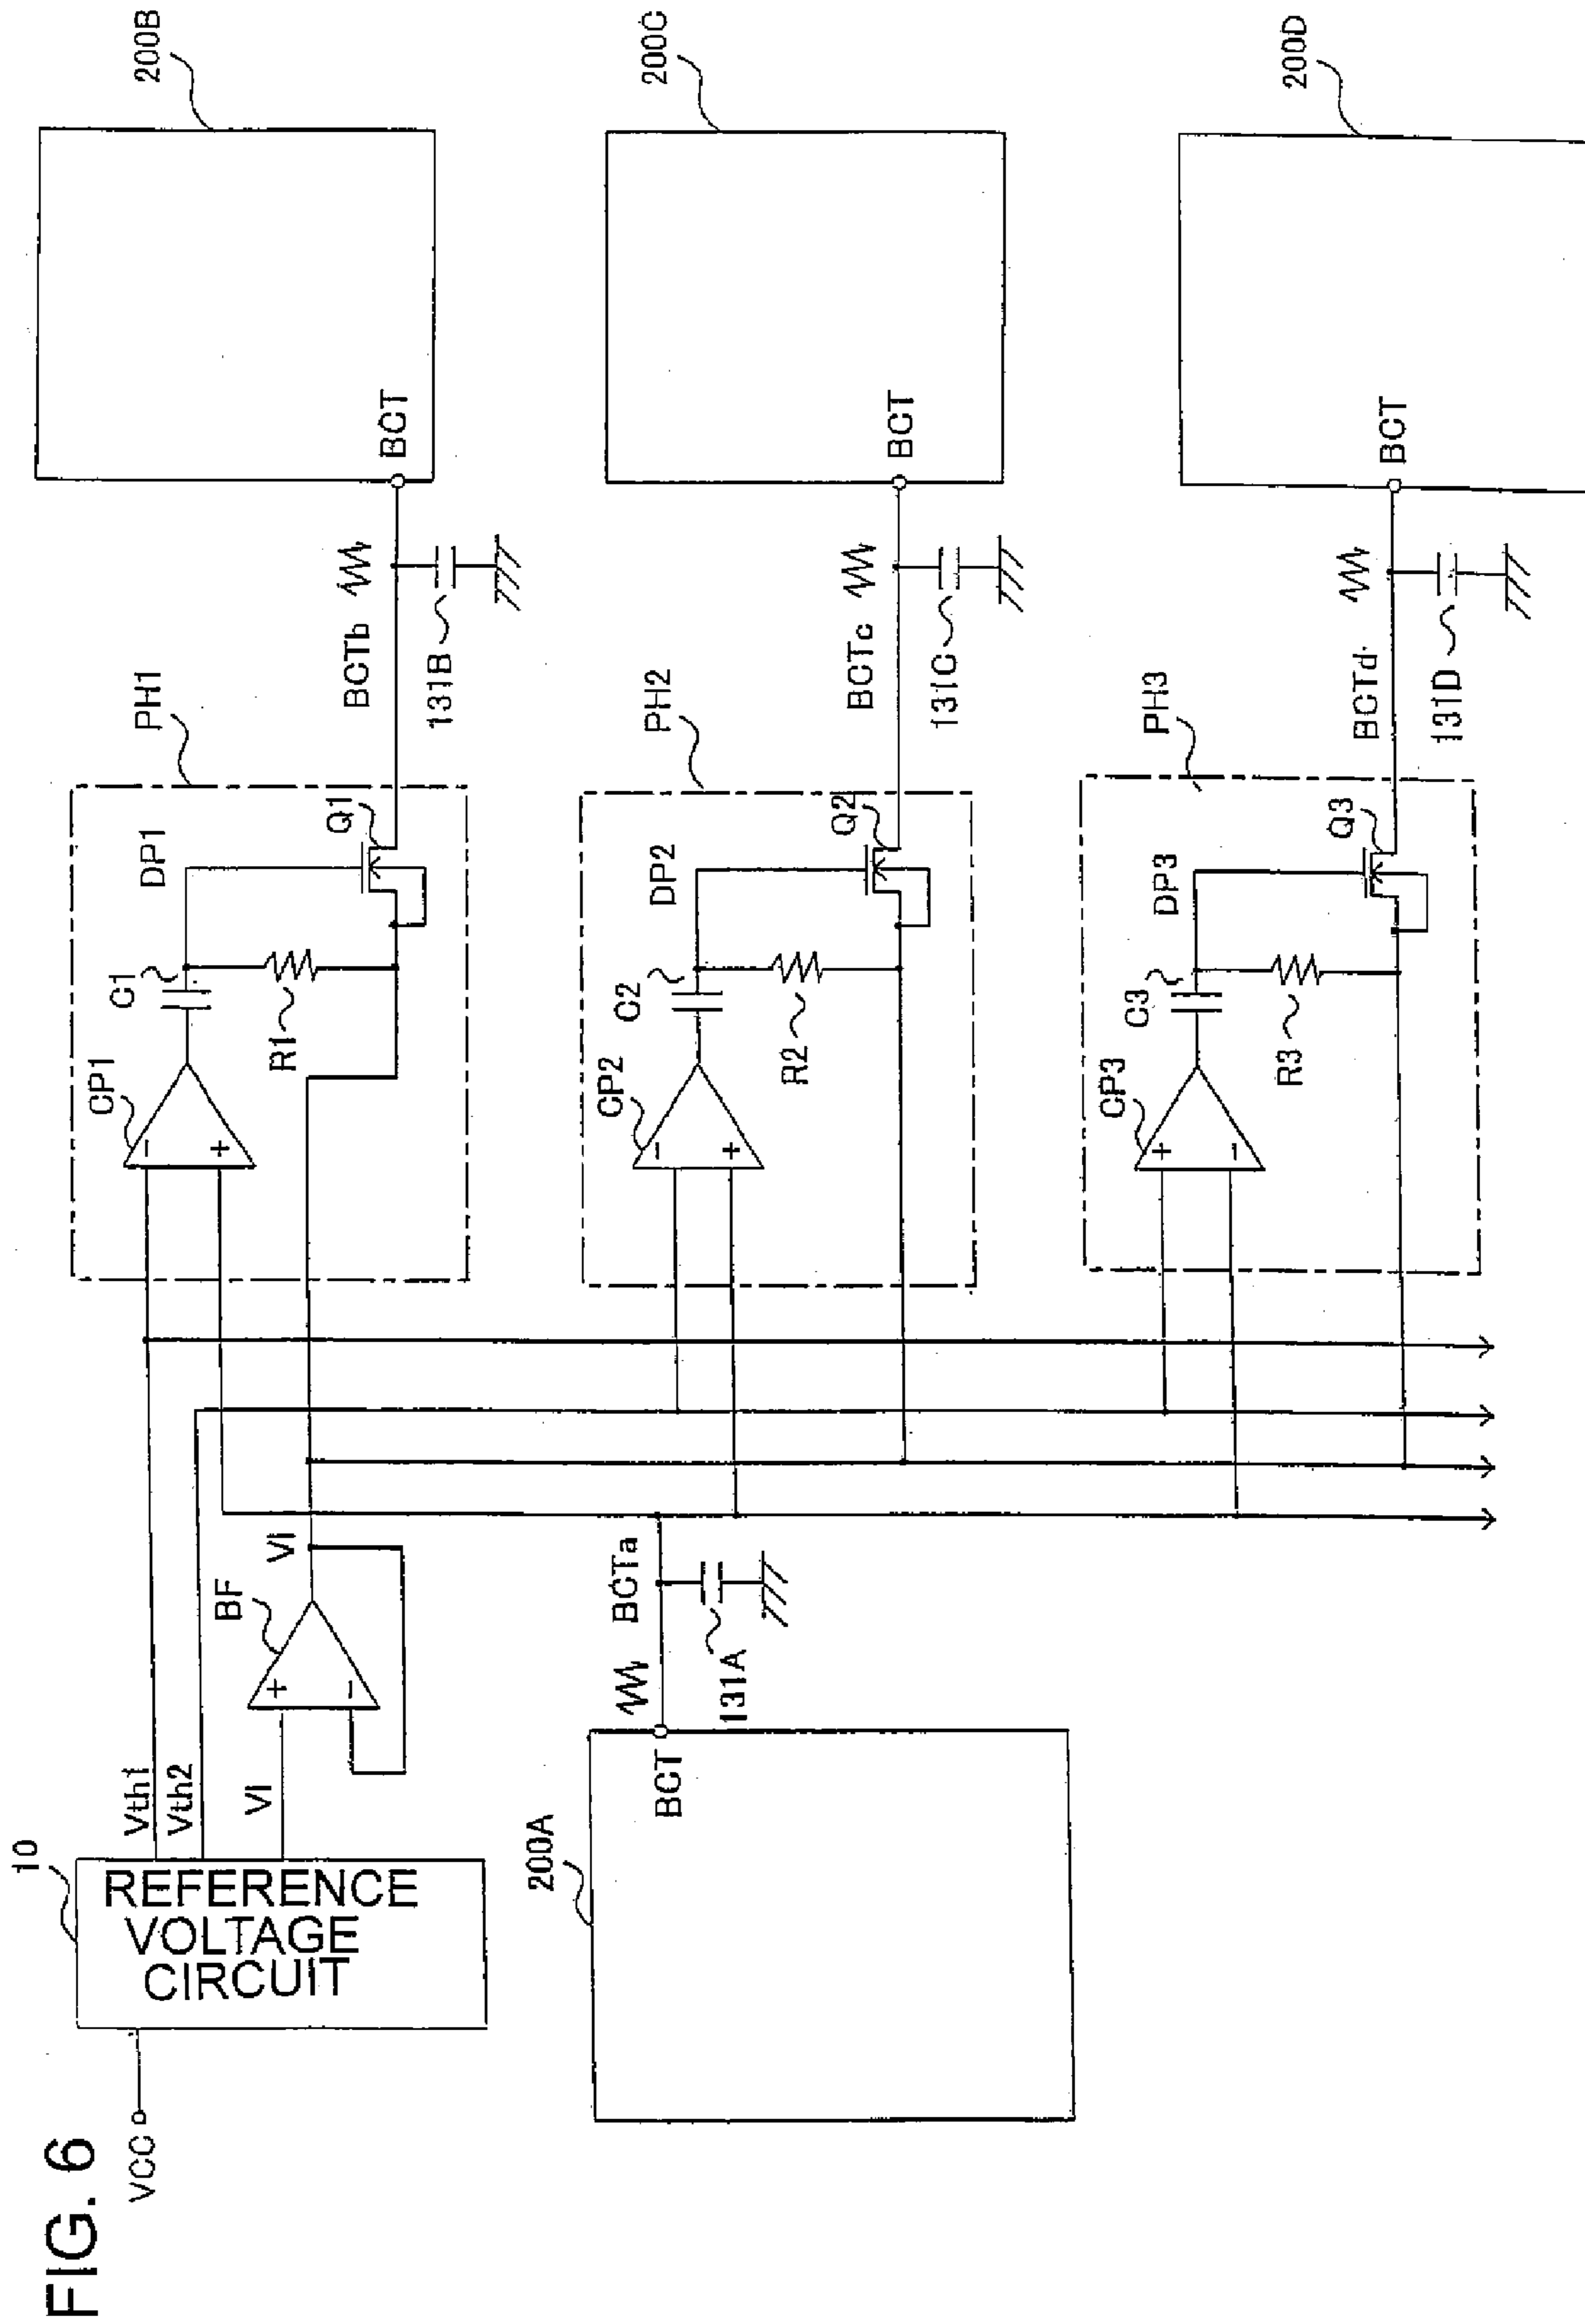 FIG. 6
VCC
10
REFERENCE
VOLTAGE
CIRCUIT
Vth1
Vth2
VI
BF
VI
200A
BCT
BCTa
131A
PH1
CP1
-
+
C1
R1
DP1
Q1
BCTb
131B
BCT
200B
PH2
CP2
-
+
C2
R2
DP2
Q2
BCTc
131C
BCT
200C
PH3
CP3
+
-
C3
R3
DP3
Q3
BCTd
131D
BCT
200D